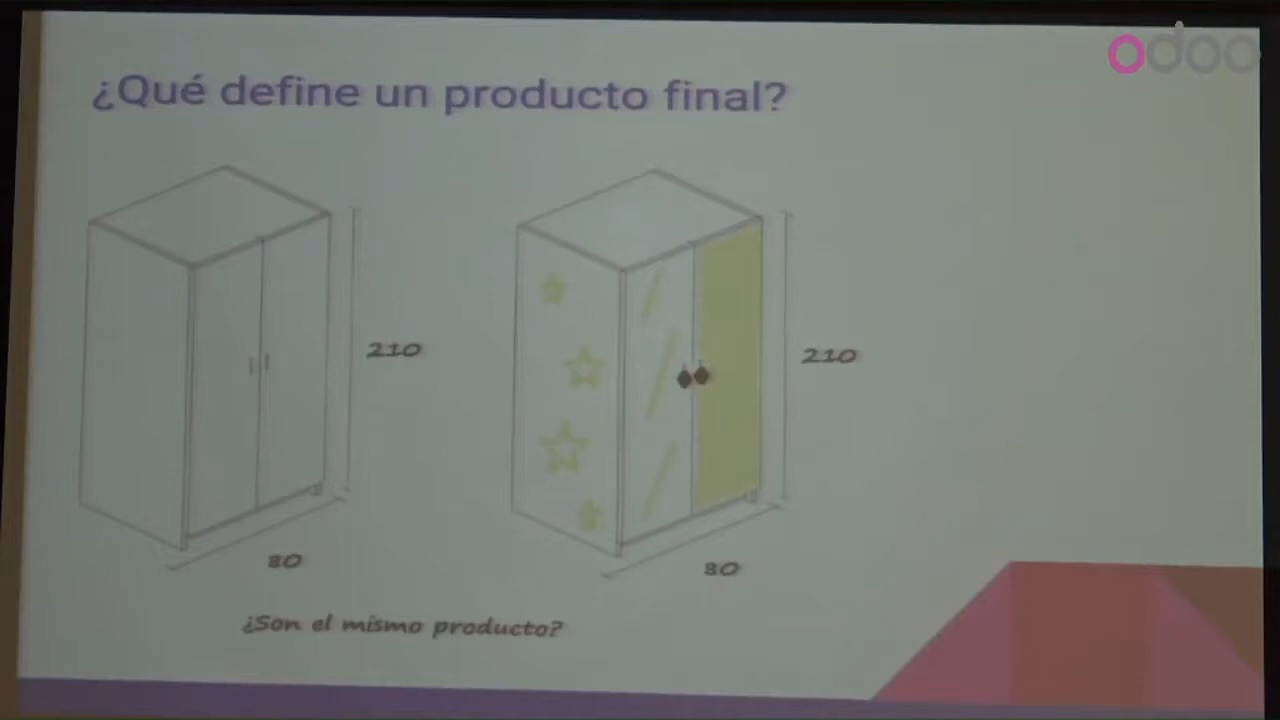 odoo
¿Qué define un producto final?
210
210
80
80
¿Son el mismo producto?